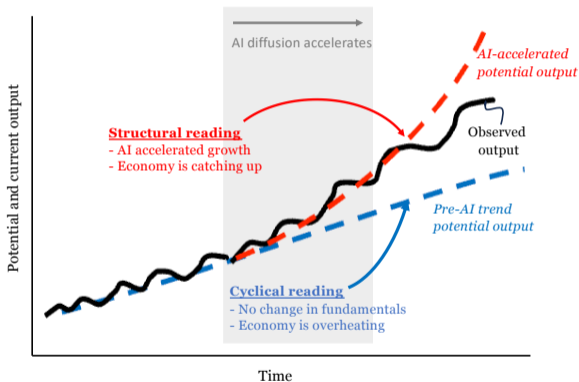 AI diffusion accelerates
AI-accelerated
potential output
Structural reading
- AI accelerated growth
- Economy is catching up
Observed
output
Potential and current output
Pre-AI trend
potential output
Cyclical reading
- No change in fundamentals
- Economy is overheating
Time